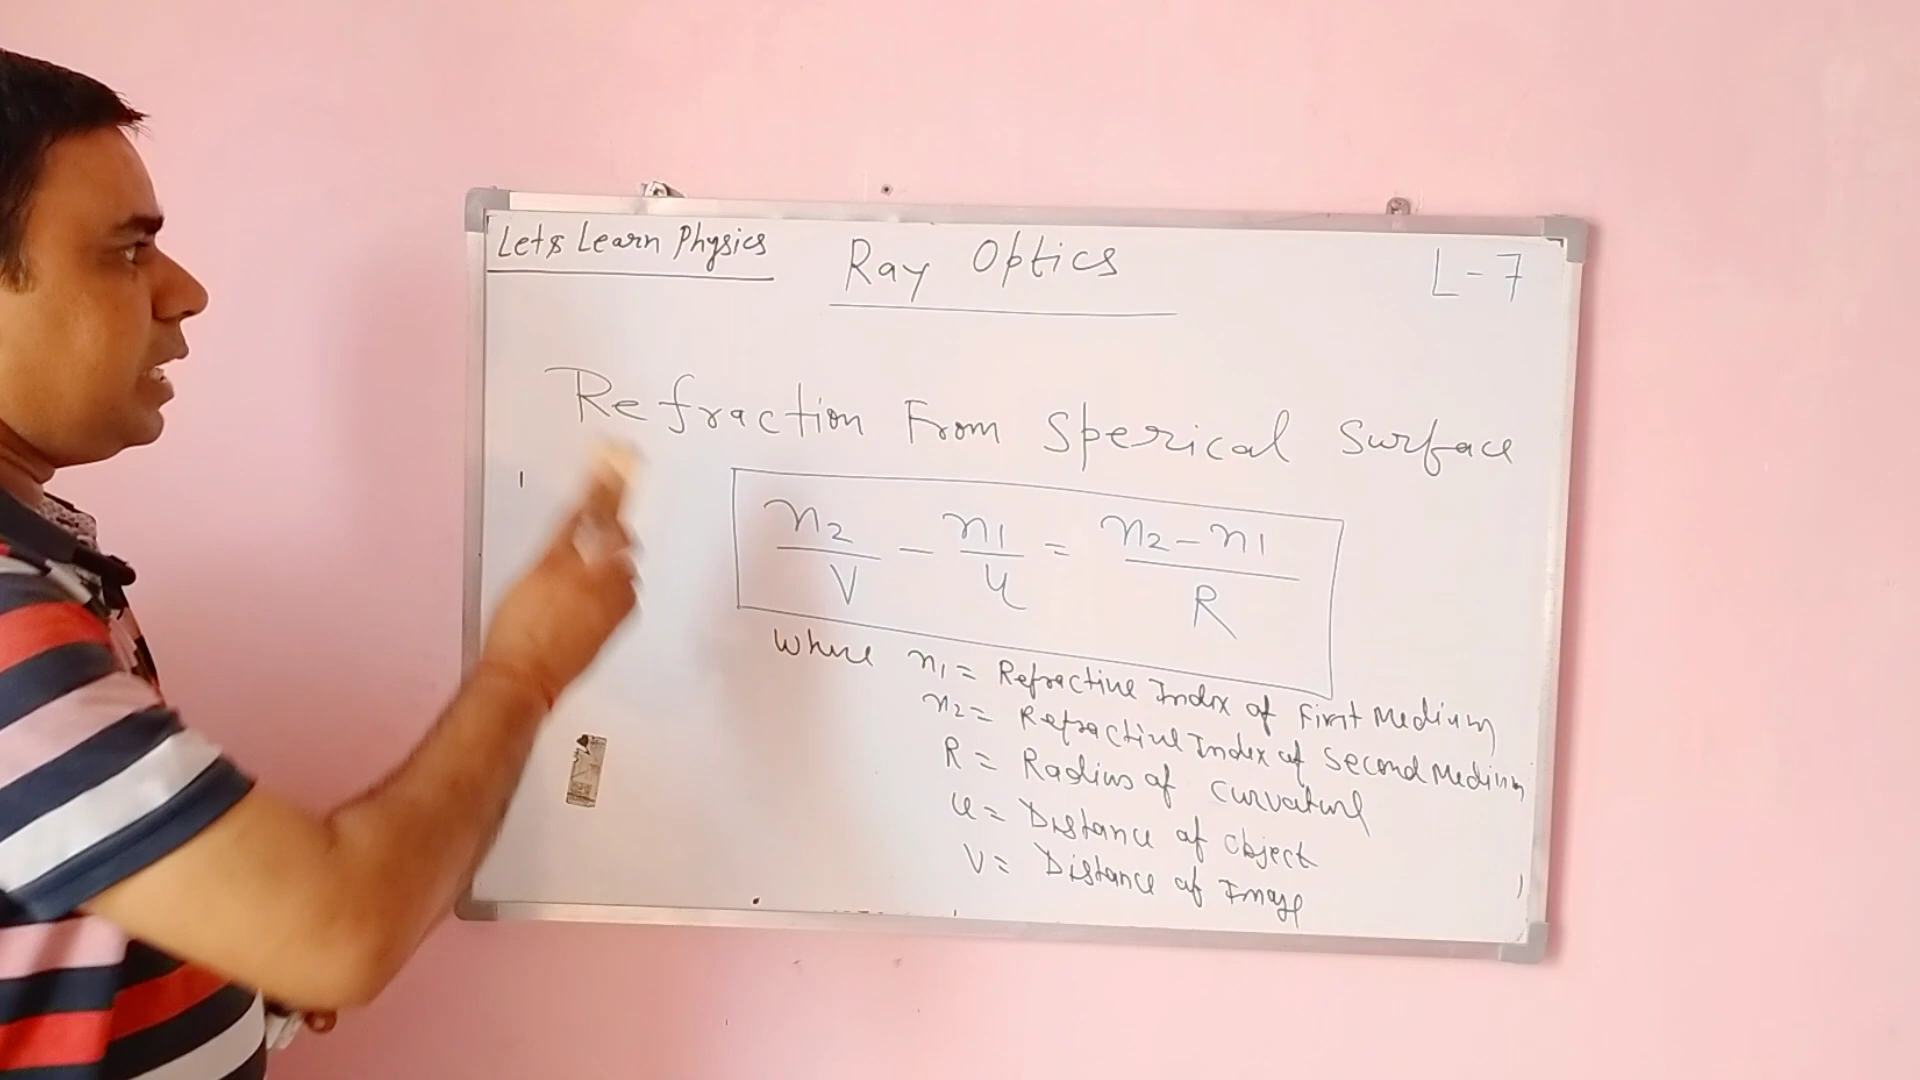 Lets Learn Physics
Ray Optics
L-7
Refraction From Sperical Surface
n2/V - n1/u = n2-n1/R
Where n1 = Refractive Index of First Medium
n2 = Refractive Index of Second Medium
R = Radius of Curvature
u = Distance of object
V = Distance of Image